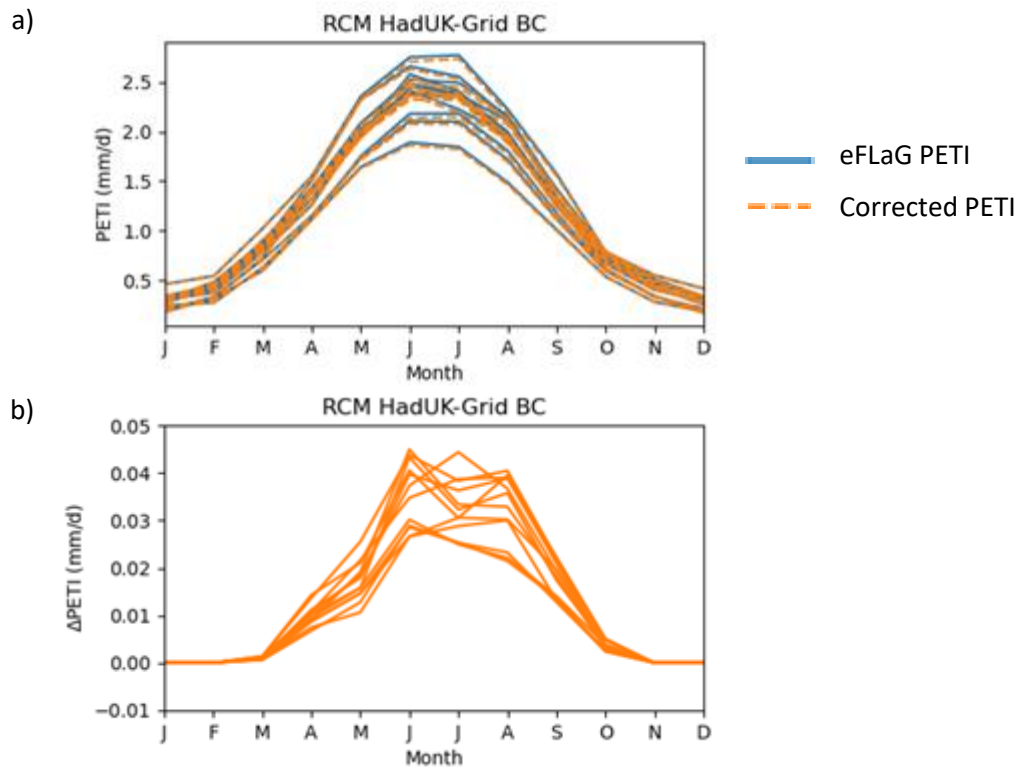 a)
RCM HadUK-Grid BC
PETI (mm/d)
2.5
2.0
1.5
1.0
0.5
J F M A M J J A S O N D
Month
eFLaG PETI
Corrected PETI
b)
RCM HadUK-Grid BC
ΔPETI (mm/d)
0.05
0.04
0.03
0.02
0.01
0.00
−0.01
J F M A M J J A S O N D
Month